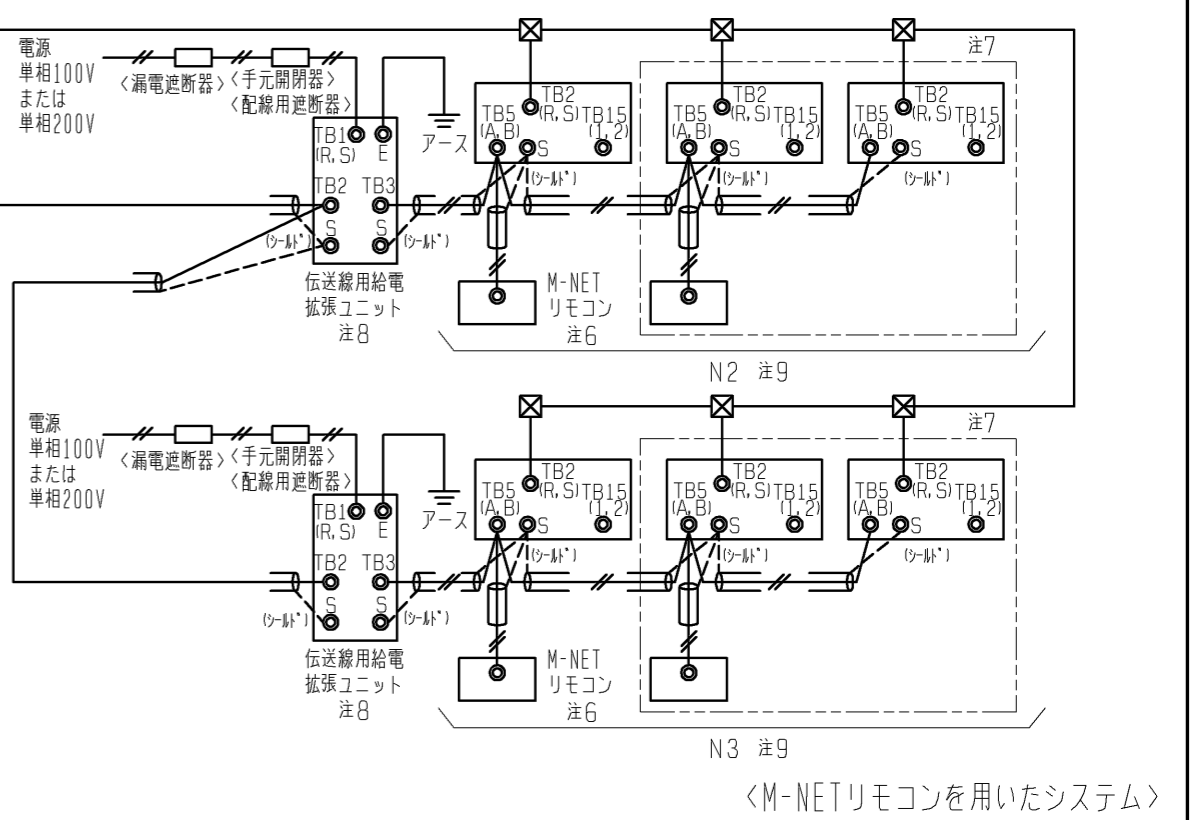 電源
単相100V
または
単相200V
〈漏電遮断器〉
〈手元開閉器〉
〈配線用遮断器〉
アース
TB1
(R,S)
E
TB2
TB3
S
S
(シールド)
(シールド)
伝送線用給電
拡張ユニット
注8
注7
TB2
(R,S)
TB5
(A,B)
TB15
(1,2)
S
(シールド)
TB2
(R,S)
TB5
(A,B)
TB15
(1,2)
S
(シールド)
TB2
(R,S)
TB5
(A,B)
TB15
(1,2)
S
(シールド)
M-NET
リモコン
注6
N2 注9
電源
単相100V
または
単相200V
〈漏電遮断器〉
〈手元開閉器〉
〈配線用遮断器〉
アース
TB1
(R,S)
E
TB2
TB3
S
S
(シールド)
(シールド)
伝送線用給電
拡張ユニット
注8
注7
TB2
(R,S)
TB5
(A,B)
TB15
(1,2)
S
(シールド)
TB2
(R,S)
TB5
(A,B)
TB15
(1,2)
S
(シールド)
TB2
(R,S)
TB5
(A,B)
TB15
(1,2)
S
(シールド)
M-NET
リモコン
注6
N3 注9
〈M-NETリモコンを用いたシステム〉